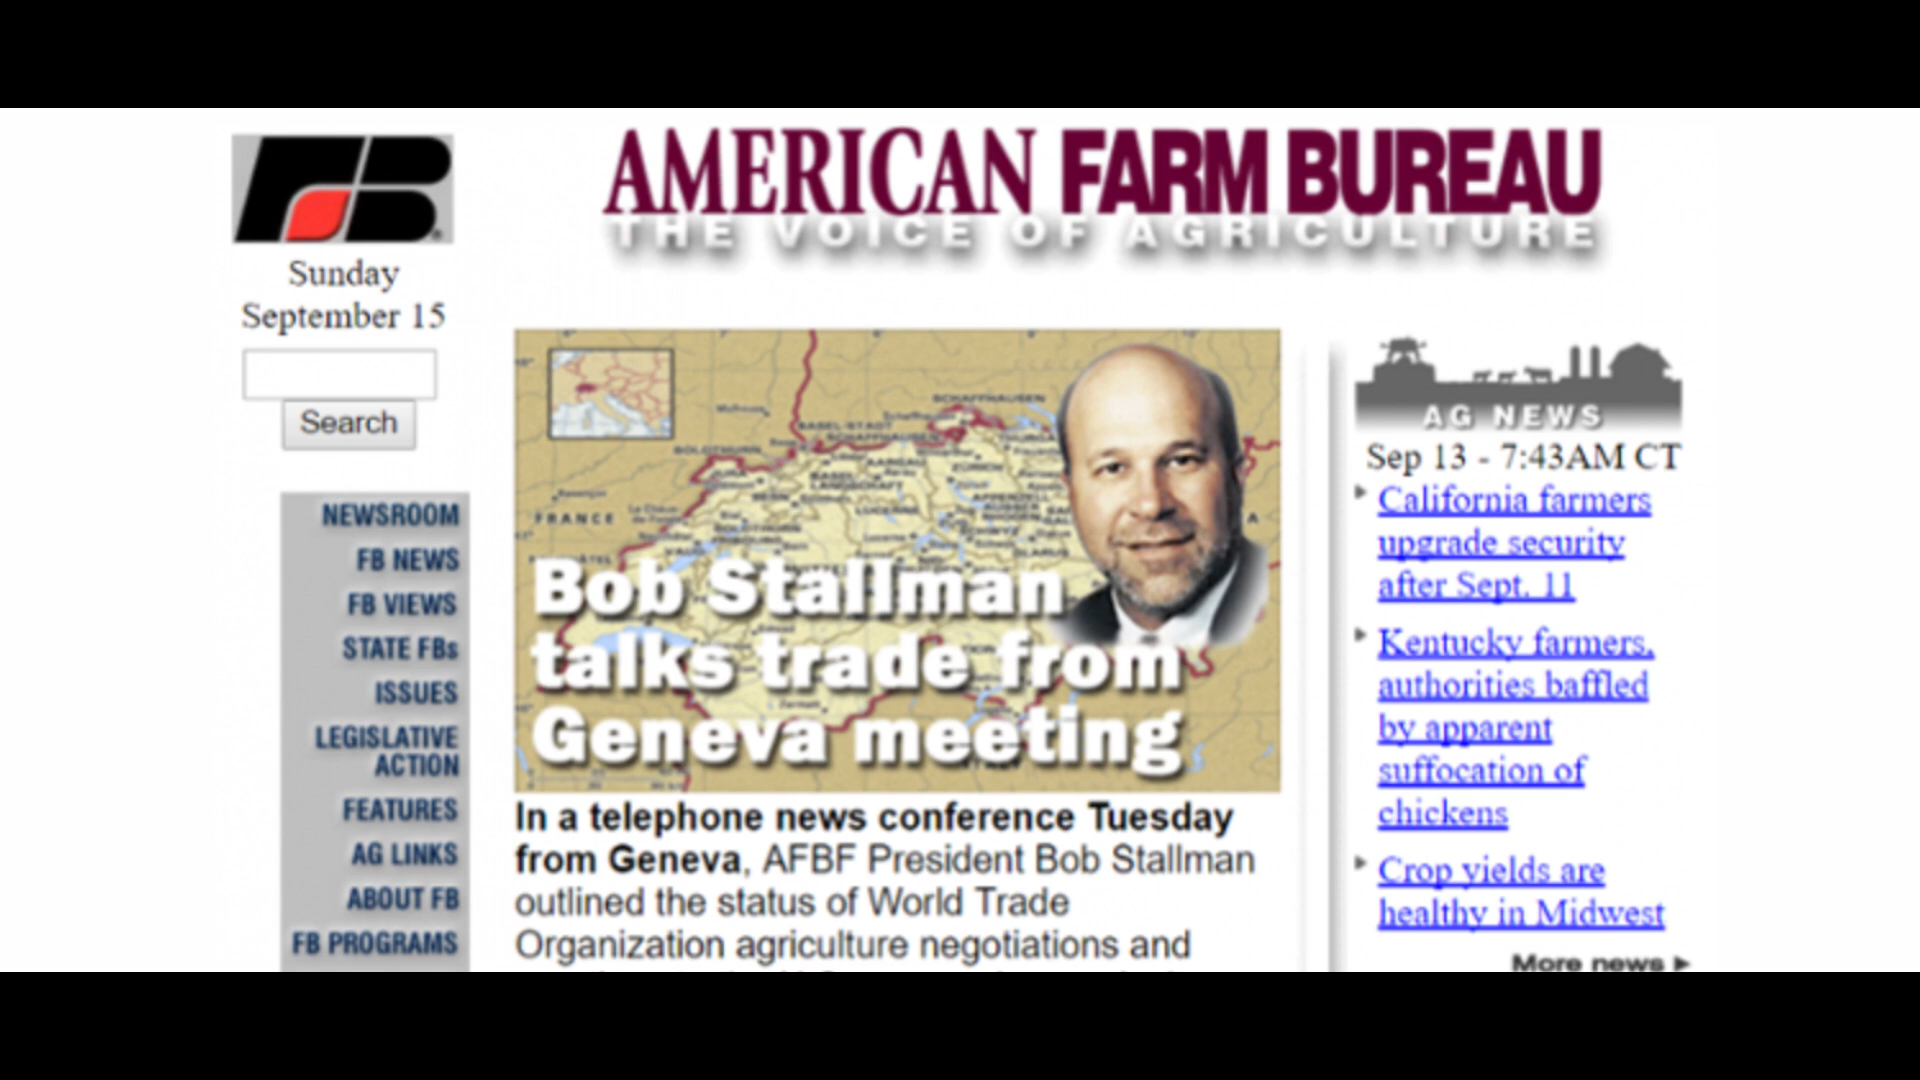 FB
AMERICAN FARM BUREAU
THE VOICE OF AGRICULTURE
Sunday
September 15
Search
NEWSROOM
FB NEWS
FB VIEWS
STATE FBs
ISSUES
LEGISLATIVE
ACTION
FEATURES
AG LINKS
ABOUT FB
FB PROGRAMS
SCHAFFHAUSEN
FRANCE
Bob Stallman
talks trade from
Geneva meeting
In a telephone news conference Tuesday
from Geneva, AFBF President Bob Stallman
outlined the status of World Trade
Organization agriculture negotiations and
AG NEWS
Sep 13 - 7:43AM CT
California farmers
upgrade security
after Sept. 11
Kentucky farmers,
authorities baffled
by apparent
suffocation of
chickens
Crop yields are
healthy in Midwest
More news